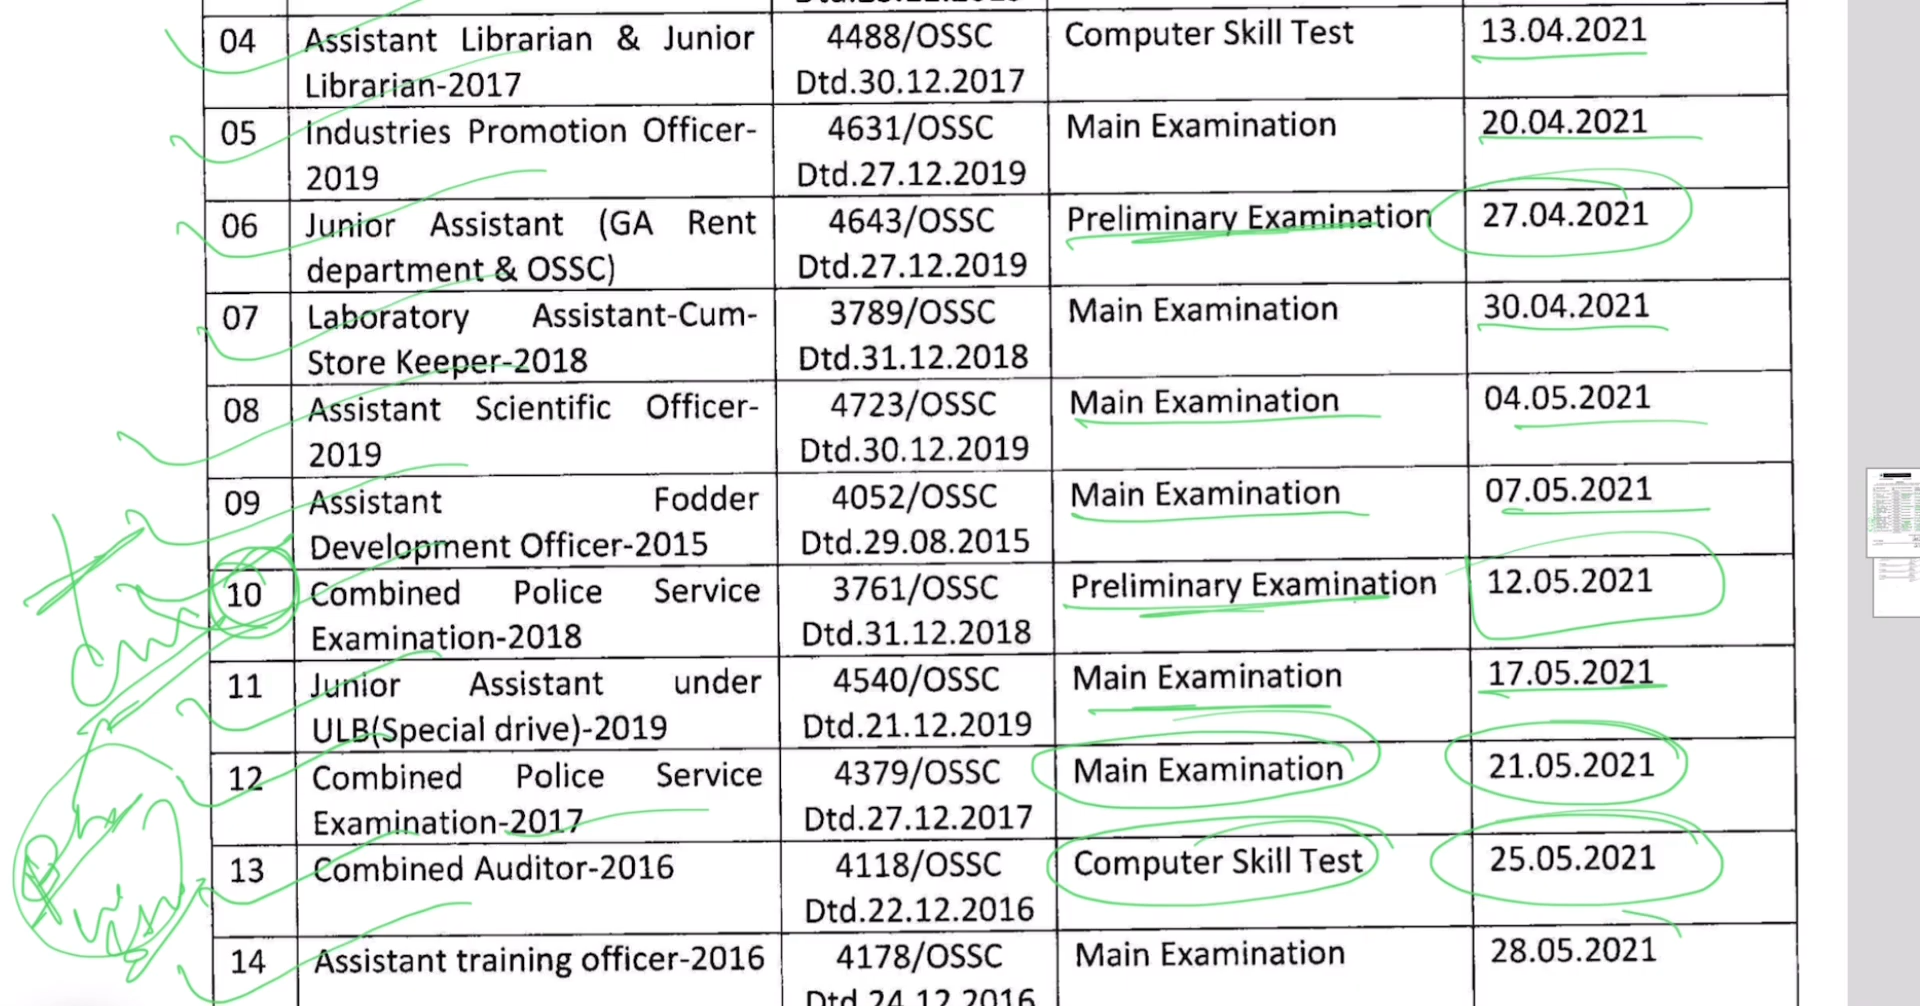 04 Assistant Librarian & Junior 4488/OSSC Computer Skill Test 13.04.2021
Librarian-2017 Dtd.30.12.2017
05 Industries Promotion Officer- 4631/OSSC Main Examination 20.04.2021
2019 Dtd.27.12.2019
06 Junior Assistant (GA Rent 4643/OSSC Preliminary Examination 27.04.2021
department & OSSC) Dtd.27.12.2019
07 Laboratory Assistant-Cum- 3789/OSSC Main Examination 30.04.2021
Store Keeper-2018 Dtd.31.12.2018
08 Assistant Scientific Officer- 4723/OSSC Main Examination 04.05.2021
2019 Dtd.30.12.2019
09 Assistant Fodder 4052/OSSC Main Examination 07.05.2021
Development Officer-2015 Dtd.29.08.2015
10 Combined Police Service 3761/OSSC Preliminary Examination 12.05.2021
Examination-2018 Dtd.31.12.2018
11 Junior Assistant under 4540/OSSC Main Examination 17.05.2021
ULB(Special drive)-2019 Dtd.21.12.2019
12 Combined Police Service 4379/OSSC Main Examination 21.05.2021
Examination-2017 Dtd.27.12.2017
13 Combined Auditor-2016 4118/OSSC Computer Skill Test 25.05.2021
Dtd.22.12.2016
14 Assistant training officer-2016 4178/OSSC Main Examination 28.05.2021
Dtd.24.12.2016